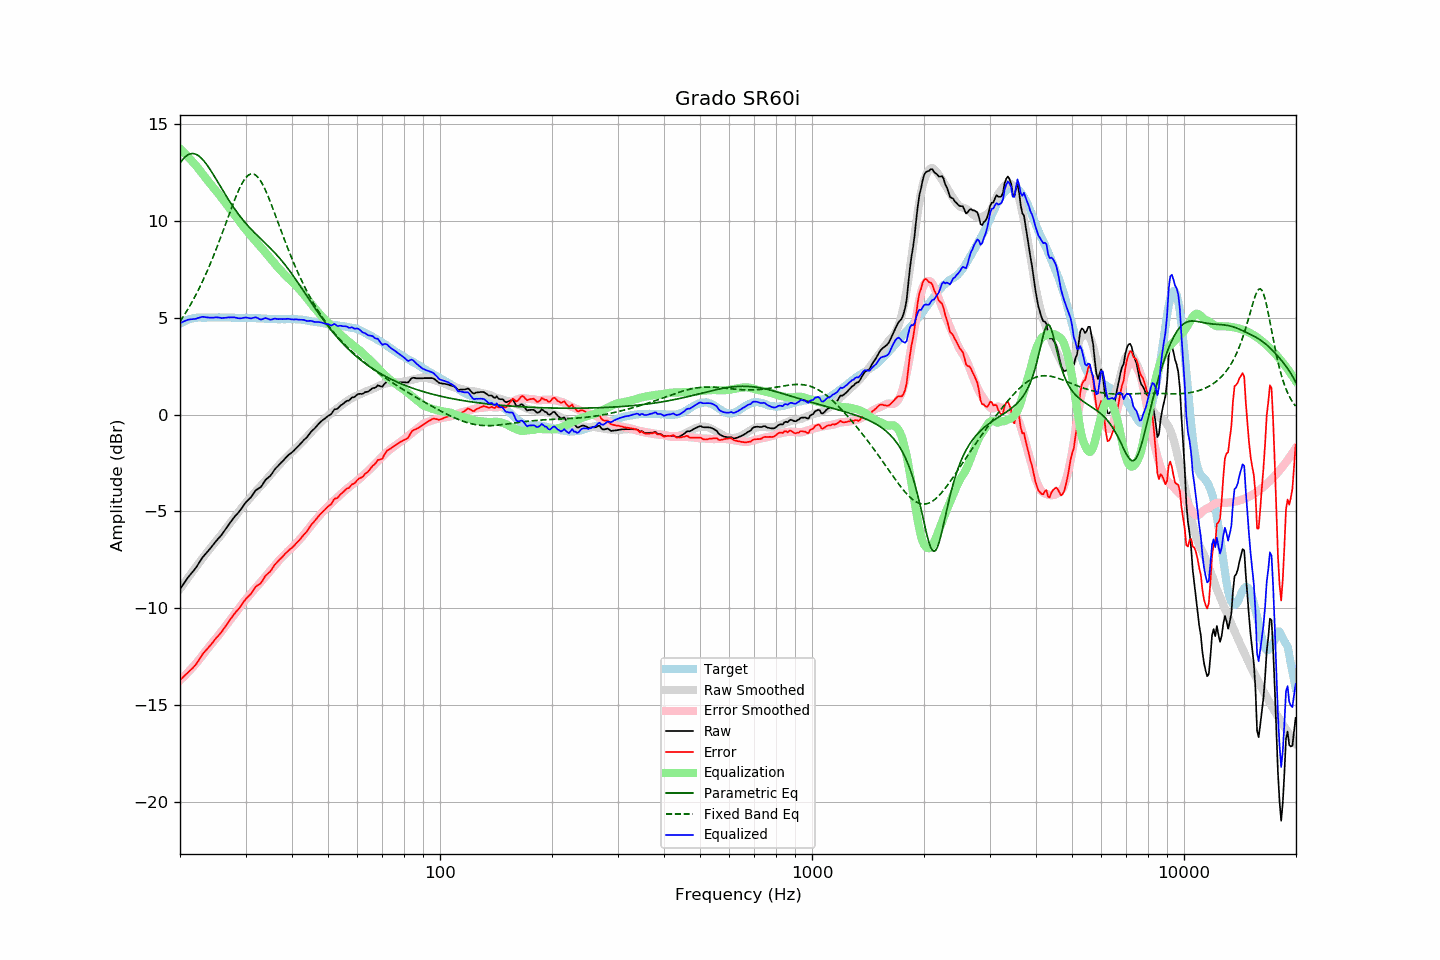 Grado SR60i
15
10
5
0
−5
−10
−15
−20
Amplitude (dBr)
100
1000
10000
Frequency (Hz)
Target
Raw Smoothed
Error Smoothed
Raw
Error
Equalization
Parametric Eq
Fixed Band Eq
Equalized